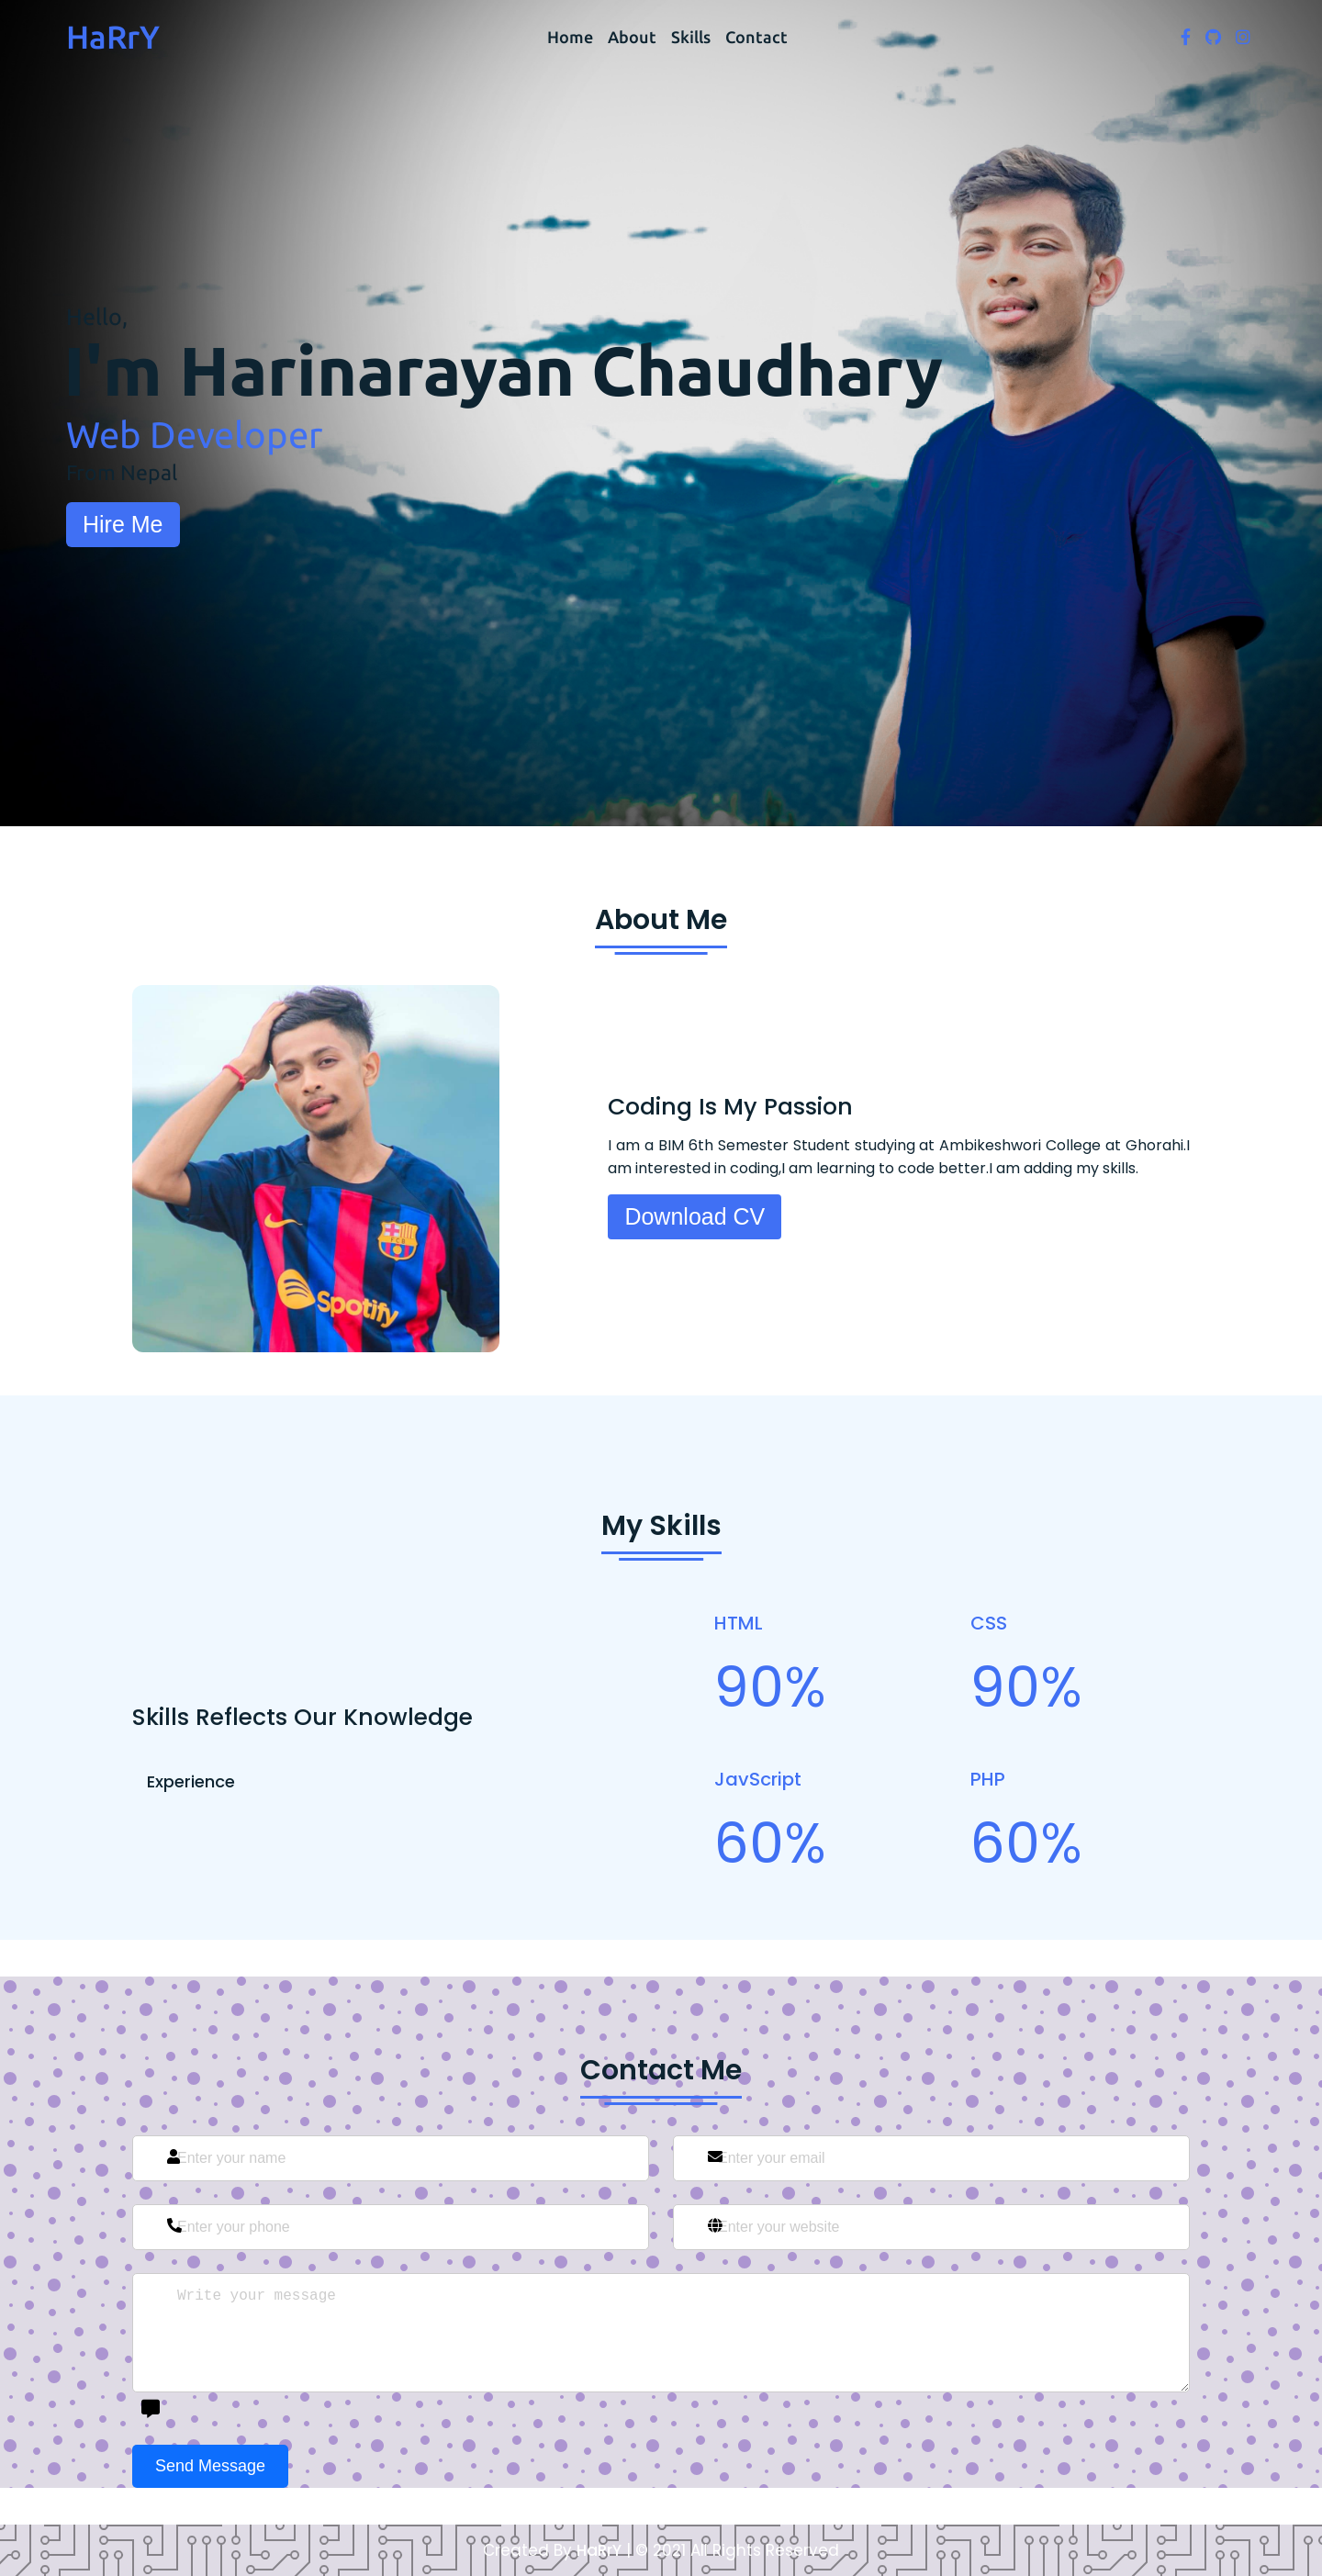 HaRrY
Home About Skills Contact
Hello,
I'm Harinarayan Chaudhary
Web Developer
From Nepal
Hire Me
About Me
Coding Is My Passion
I am a BIM 6th Semester Student studying at Ambikeshwori College at Ghorahi.I
am interested in coding,I am learning to code better.I am adding my skills.
Download CV
Spotify
My Skills
Skills Reflects Our Knowledge
Experience
HTML
90%
CSS
90%
JavScript
60%
PHP
60%
Contact Me
Enter your name
Enter your email
Enter your phone
Enter your website
Write your message
Send Message
Created By HaRrY | © 2021 All Rights Reserved